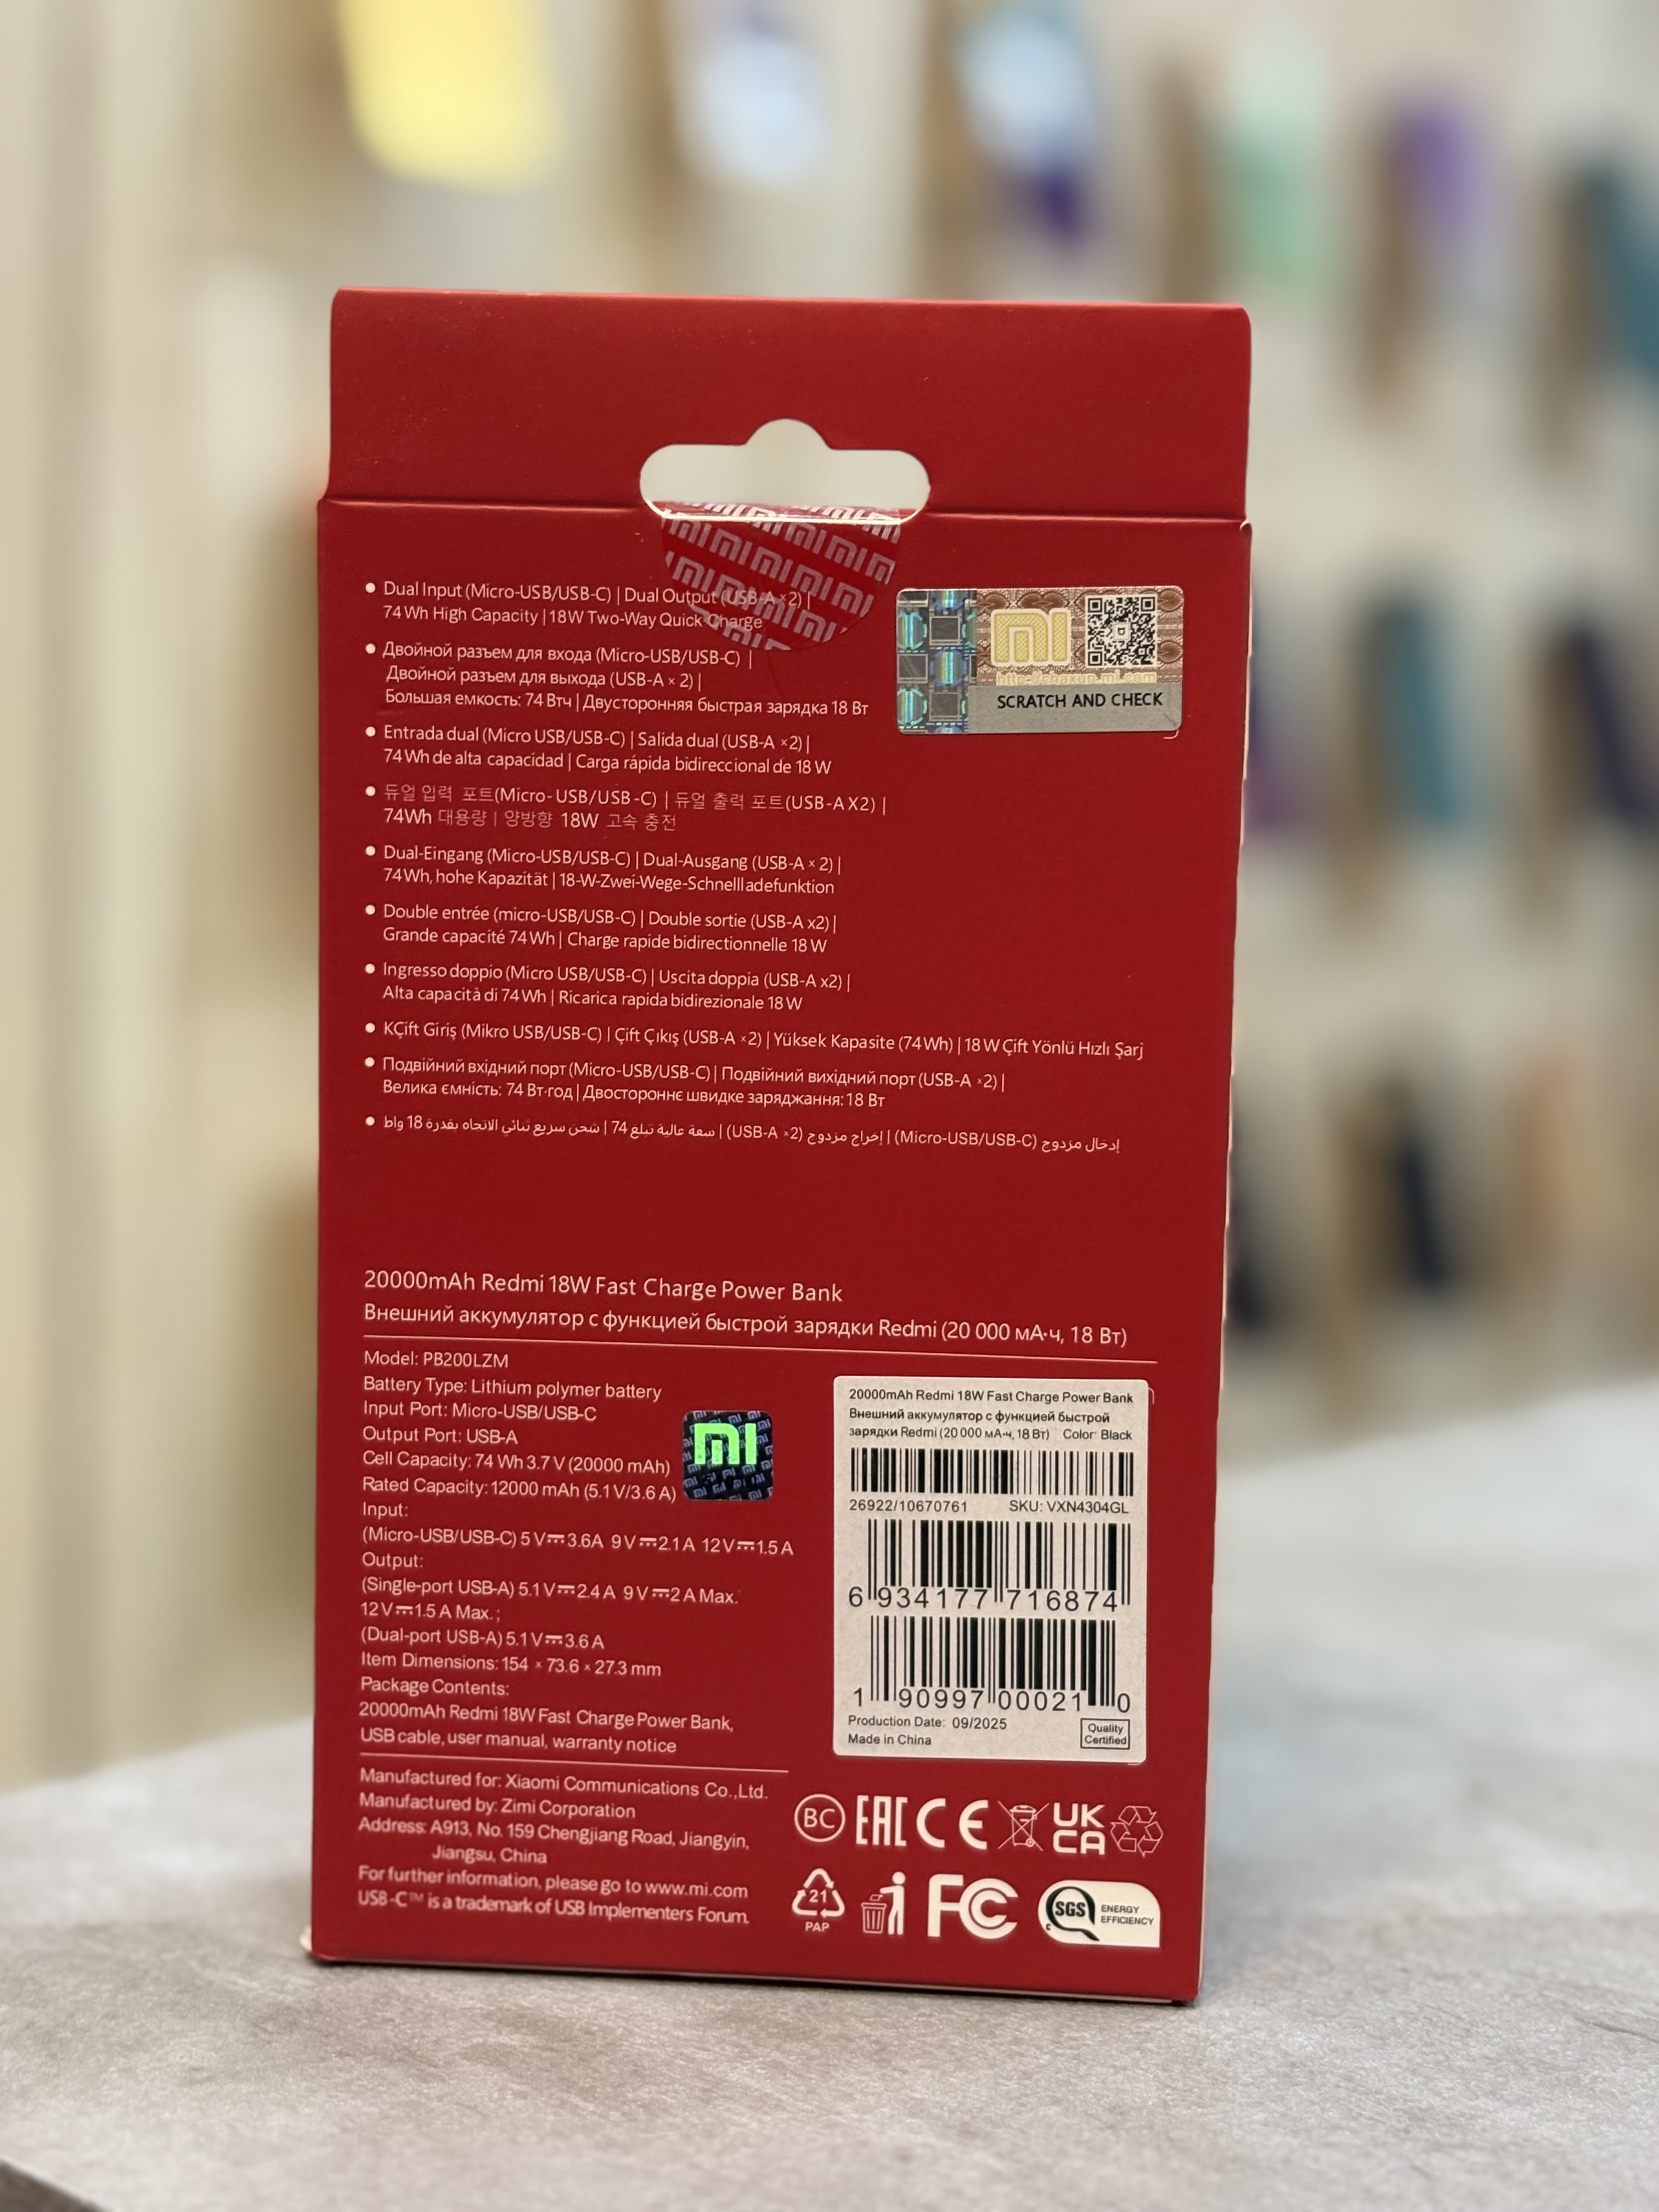 Dual Input (Micro-USB/USB-C) | Dual Output (USB-A ×2) |
74 Wh High Capacity | 18W Two-Way Quick Charge
Двойной разъем для входа (Micro-USB/USB-C) |
Двойной разъем для выхода (USB-A × 2) |
Большая емкость: 74 Втч | Двусторонняя быстрая зарядка 18 Вт
Entrada dual (Micro USB/USB-C) | Salida dual (USB-A ×2) |
74 Wh de alta capacidad | Carga rápida bidireccional de 18 W
듀얼 입력 포트(Micro-USB/USB-C) | 듀얼 출력 포트(USB-A X2) |
74Wh 대용량 | 양방향 18W 고속 충전
Dual-Eingang (Micro-USB/USB-C) | Dual-Ausgang (USB-A × 2) |
74 Wh, hohe Kapazität | 18-W-Zwei-Wege-Schnellladefunktion
Double entrée (micro-USB/USB-C) | Double sortie (USB-A x2) |
Grande capacité 74 Wh | Charge rapide bidirectionnelle 18 W
Ingresso doppio (Micro USB/USB-C) | Uscita doppia (USB-A x2) |
Alta capacità di 74 Wh | Ricarica rapida bidirezionale 18 W
KÇift Giriş (Mikro USB/USB-C) | Çift Çıkış (USB-A ×2) | Yüksek Kapasite (74 Wh) | 18 W Çift Yönlü Hızlı Şarj
Подвійний вхідний порт (Micro-USB/USB-C) | Подвійний вихідний порт (USB-A ×2) |
Велика ємність: 74 Вт·год | Двостороннє швидке заряджання: 18 Вт
إدخال مزدوج (Micro-USB/USB-C) | إخراج مزدوج (USB-A ×2) | سعة عالية تبلغ 74 | شحن سريع ثنائي الاتجاه بقدرة 18 واط
http://chaxun.mi.com
SCRATCH AND CHECK
20000mAh Redmi 18W Fast Charge Power Bank
Внешний аккумулятор с функцией быстрой зарядки Redmi (20 000 мА·ч, 18 Вт)
Model: PB200LZM
Battery Type: Lithium polymer battery
Input Port: Micro-USB/USB-C
Output Port: USB-A
Cell Capacity: 74 Wh 3.7 V (20000 mAh)
Rated Capacity: 12000 mAh (5.1 V/3.6 A)
Input:
(Micro-USB/USB-C) 5 V⎓3.6A 9 V⎓2.1 A 12 V⎓1.5 A
Output:
(Single-port USB-A) 5.1 V⎓2.4 A 9 V⎓2 A Max.
12 V⎓1.5 A Max. ;
(Dual-port USB-A) 5.1 V⎓3.6 A
Item Dimensions: 154 × 73.6 × 27.3 mm
Package Contents:
20000mAh Redmi 18W Fast Charge Power Bank,
USB cable, user manual, warranty notice
Manufactured for: Xiaomi Communications Co.,Ltd.
Manufactured by: Zimi Corporation
Address: A913, No. 159 Chengjiang Road, Jiangyin,
Jiangsu, China
For further information, please go to www.mi.com
USB-C™ is a trademark of USB Implementers Forum.
20000mAh Redmi 18W Fast Charge Power Bank
Внешний аккумулятор с функцией быстрой
зарядки Redmi (20 000 мА·ч, 18 Вт) Color: Black
26922/10670761 SKU: VXN4304GL
6 934177 716874
1 90997 00021 0
Production Date: 09/2025
Made in China
Quality
Certified
BC EAC CE UK
CA
21
PAP
FC
SGS ENERGY
EFFICIENCY